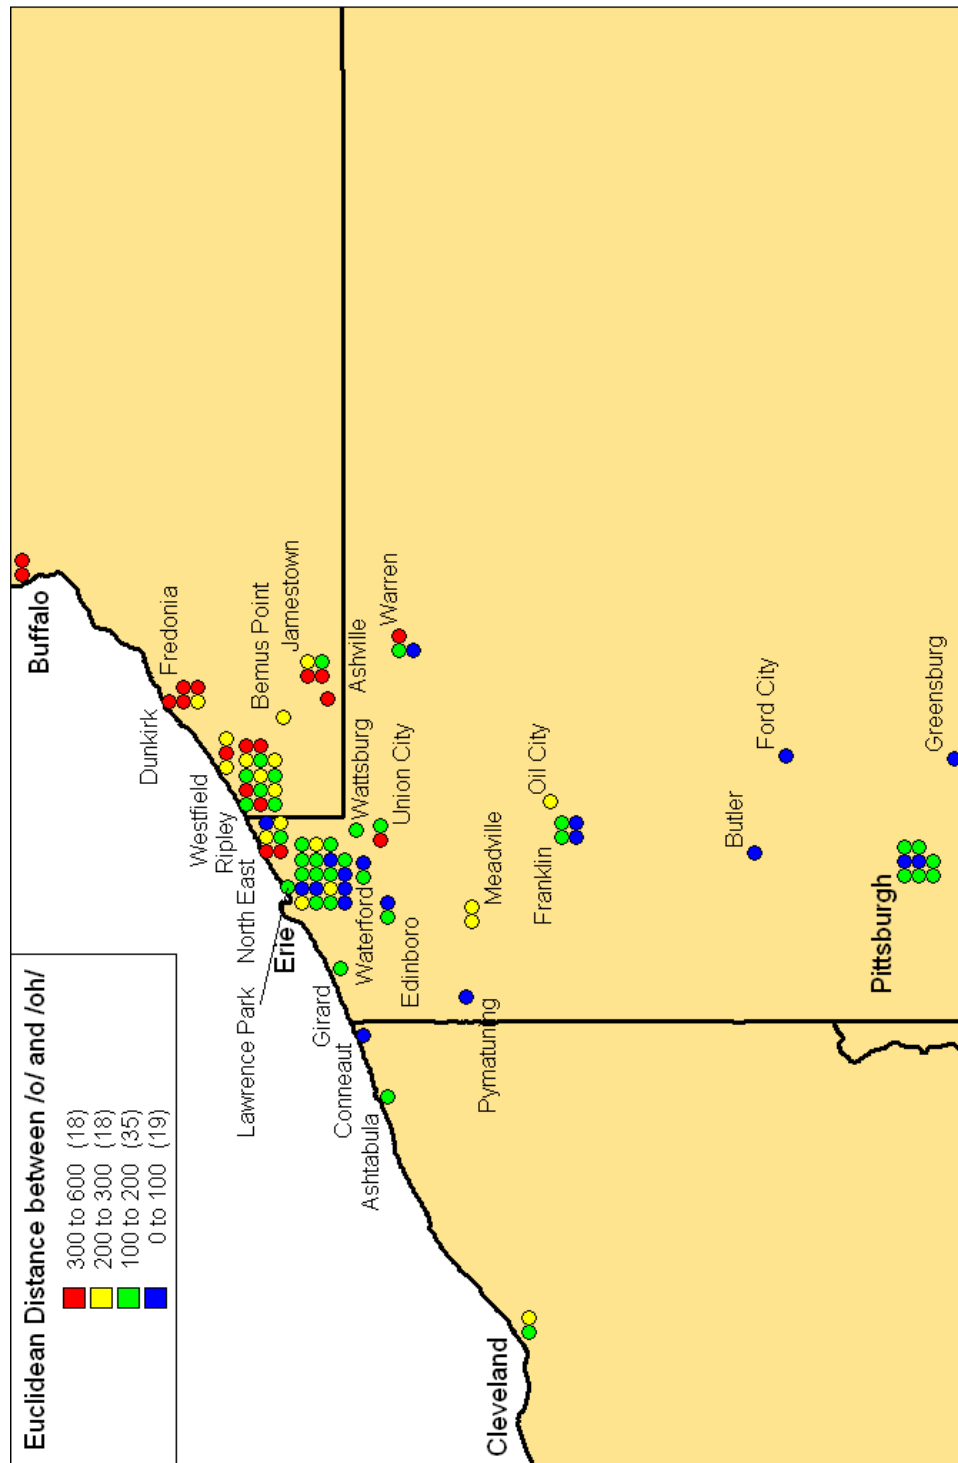 Euclidean Distance between /o/ and /oh/
300 to 600 (18)
200 to 300 (18)
100 to 200 (35)
0 to 100 (19)
Buffalo
Dunkirk
Fredonia
Westfield
Ripley
Bemus Point
Jamestown
North East
Lawrence Park
Erie
Ashville
Wattsburg
Warren
Girard
Waterford
Union City
Conneaut
Edinboro
Ashtabula
Meadville
Pymatuning
Oil City
Franklin
Cleveland
Butler
Ford City
Pittsburgh
Greensburg